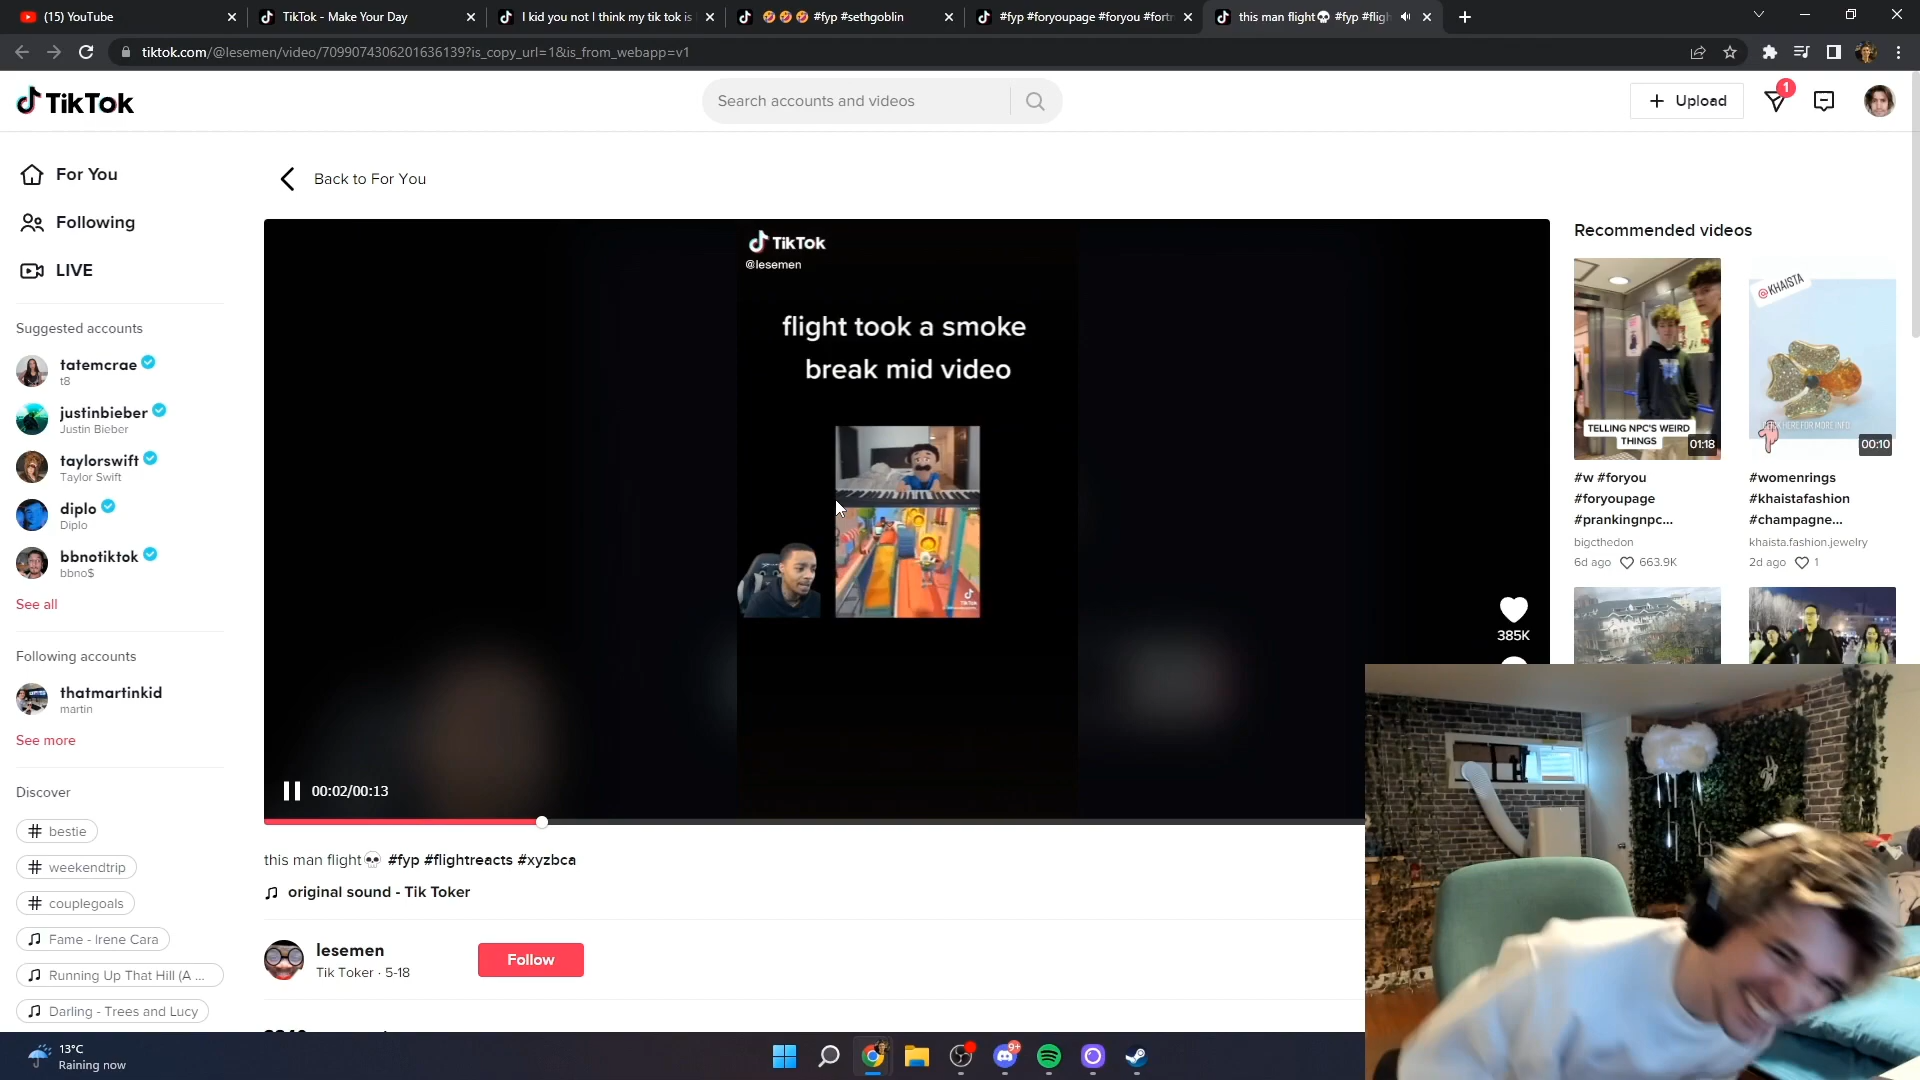 (15) YouTube
TikTok - Make Your Day
I kid you not I think my tik tok is
🤣🤣🤣 #fyp #sethgoblin
#fyp #foryoupage #foryou #fortr
this man flight💀 #fyp #fligh
tiktok.com/@lesemen/video/7099074306201636139?is_copy_url=1&is_from_webapp=v1
TikTok
Search accounts and videos
Upload
1
For You
Following
LIVE
Suggested accounts
tatemcrae
t8
justinbieber
Justin Bieber
taylorswift
Taylor Swift
diplo
Diplo
bbnotiktok
bbno$
See all
Following accounts
thatmartinkid
martin
See more
Discover
# bestie
# weekendtrip
# couplegoals
Fame - Irene Cara
Running Up That Hill (A ...
Darling - Trees and Lucy
Back to For You
TikTok
@lesemen
flight took a smoke
break mid video
TikTok
385K
00:02/00:13
this man flight💀 #fyp #flightreacts #xyzbca
original sound - Tik Toker
lesemen
Tik Toker · 5-18
Follow
Recommended videos
TELLING NPC'S WEIRD
THINGS
01:18
#w #foryou
#foryoupage
#prankingnpc...
bigcthedon
6d ago 663.9K
@KHAISTA
CLICK HERE FOR MORE INFO
00:10
#womenrings
#khaistafashion
#champagne...
khaista.fashion.jewelry
2d ago 1
13°C
Raining now
9+